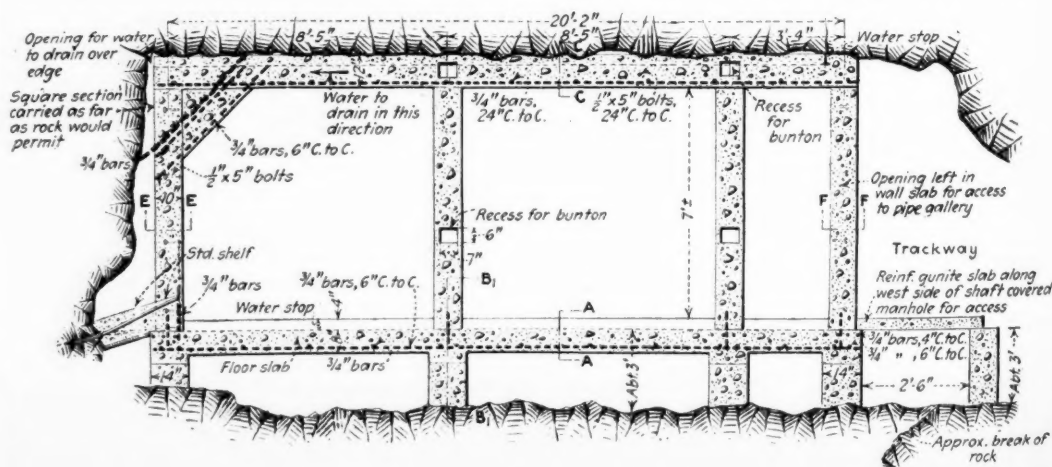 20'-2"
8'-5"
8'-5"
3'-4"
Opening for water
to drain over
edge
Water stop
C
Square section
carried as far
as rock would
permit
Water to
drain in this
direction
3/4" bars,
24" C. to C.
C
1/2" x 5" bolts,
24" C. to C.
Recess
for
bunton
3/4" bars
3/4" bars, 6" C. to C.
1/2" x 5" bolts
Opening left in
wall slab for access
to pipe gallery
E
10"
E
7'±
F
F
Recess for bunton
6"
7"
Std. shelf
B₁
Trackway
3/4" bars
3/4" bars, 6" C. to C.
Water stop
4"
A
Reinf. gunite slab along
west side of shaft covered
manhole for access
Floor slab
3/4" bars
A
Abt. 3'
3/4" bars, 4" C. to C.
3/4" " , 6" C. to C.
14"
14"
2'-6"
Abt. 3'
B₁
Approx. break of
rock